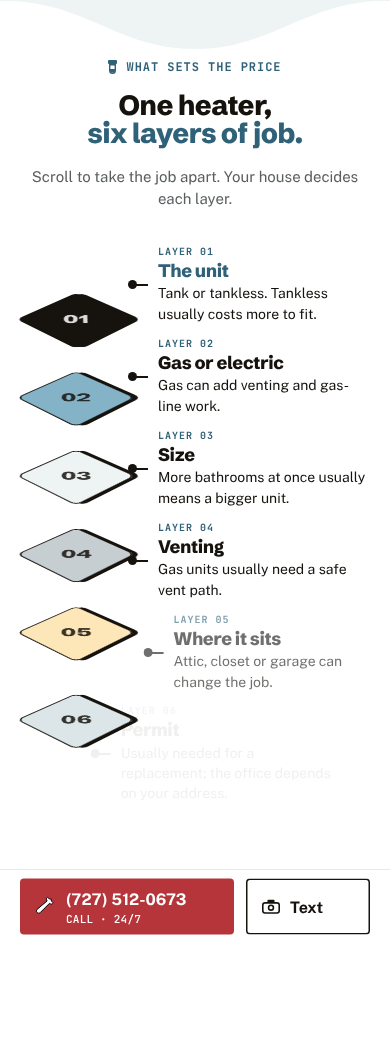 WHAT SETS THE PRICE
One heater,
six layers of job.
Scroll to take the job apart. Your house decides
each layer.
LAYER 01
The unit
Tank or tankless. Tankless
usually costs more to fit.
01
LAYER 02
Gas or electric
Gas can add venting and gas-
line work.
02
LAYER 03
Size
More bathrooms at once usually
means a bigger unit.
03
LAYER 04
Venting
Gas units usually need a safe
vent path.
04
LAYER 05
Where it sits
Attic, closet or garage can
change the job.
05
LAYER 06
Permit
Usually needed for a
replacement; the office depends
on your address.
06
(727) 512-0673
CALL · 24/7
Text